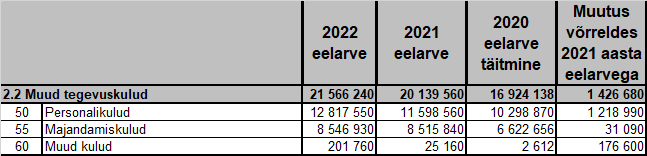 2022 eelarve	2021 eelarve	2020 eelarve täitmine	Muutus võrreldes 2021 aasta eelarvega
2.2 Muud tegevuskulud	21 566 240	20 139 560	16 924 138	1 426 680
50	Personalikulud	12 817 550	11 598 560	10 298 870	1 218 990
55	Majandamiskulud	8 546 930	8 515 840	6 622 656	31 090
60	Muud kulud	201 760	25 160	2 612	176 600